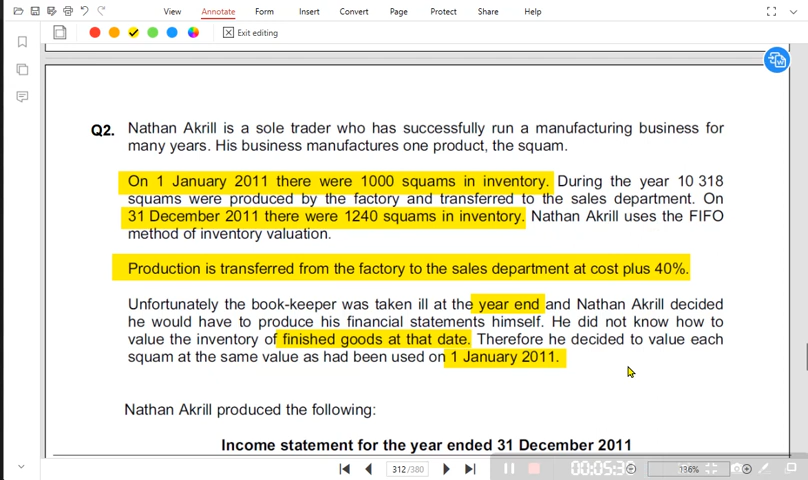 View Annotate Form Insert Convert Page Protect Share Help
Exit editing
Q2. Nathan Akrill is a sole trader who has successfully run a manufacturing business for
many years. His business manufactures one product, the squam.
On 1 January 2011 there were 1000 squams in inventory. During the year 10 318
squams were produced by the factory and transferred to the sales department. On
31 December 2011 there were 1240 squams in inventory. Nathan Akrill uses the FIFO
method of inventory valuation.
Production is transferred from the factory to the sales department at cost plus 40%.
Unfortunately the book-keeper was taken ill at the year end and Nathan Akrill decided
he would have to produce his financial statements himself. He did not know how to
value the inventory of finished goods at that date. Therefore he decided to value each
squam at the same value as had been used on 1 January 2011.
Nathan Akrill produced the following:
Income statement for the year ended 31 December 2011
312/380 136%